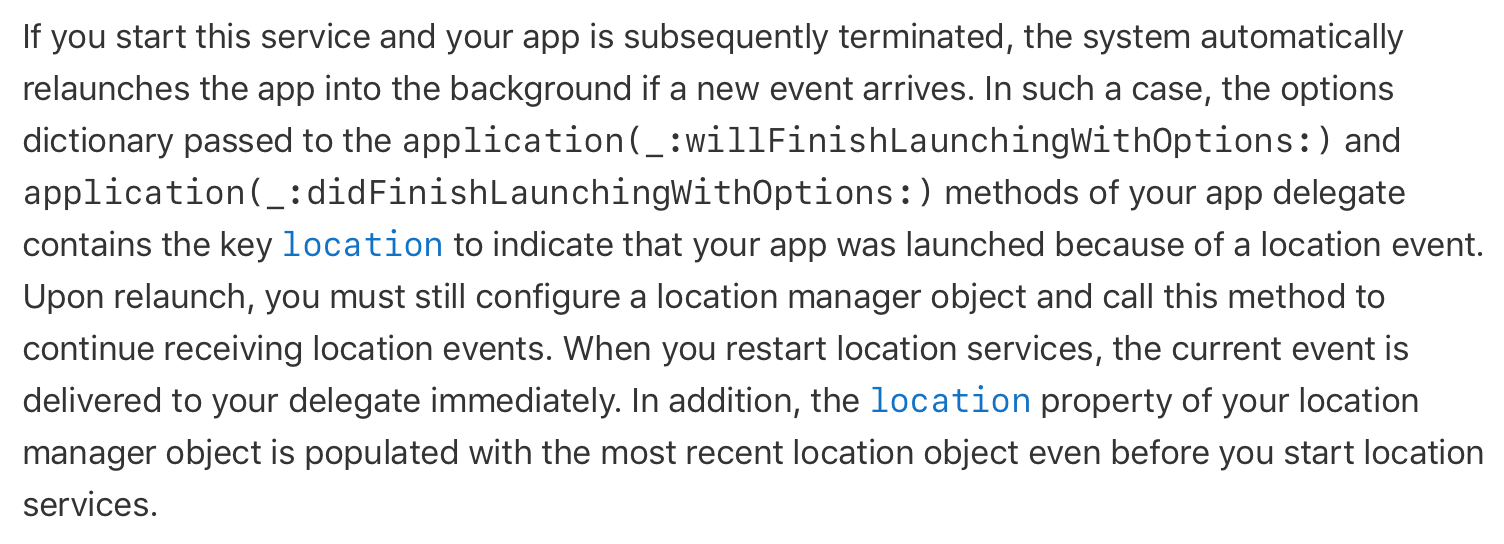 If you start this service and your app is subsequently terminated, the system automatically
relaunches the app into the background if a new event arrives. In such a case, the options
dictionary passed to the application(_:willFinishLaunchingWithOptions:) and
application(_:didFinishLaunchingWithOptions:) methods of your app delegate
contains the key location to indicate that your app was launched because of a location event.
Upon relaunch, you must still configure a location manager object and call this method to
continue receiving location events. When you restart location services, the current event is
delivered to your delegate immediately. In addition, the location property of your location
manager object is populated with the most recent location object even before you start location
services.